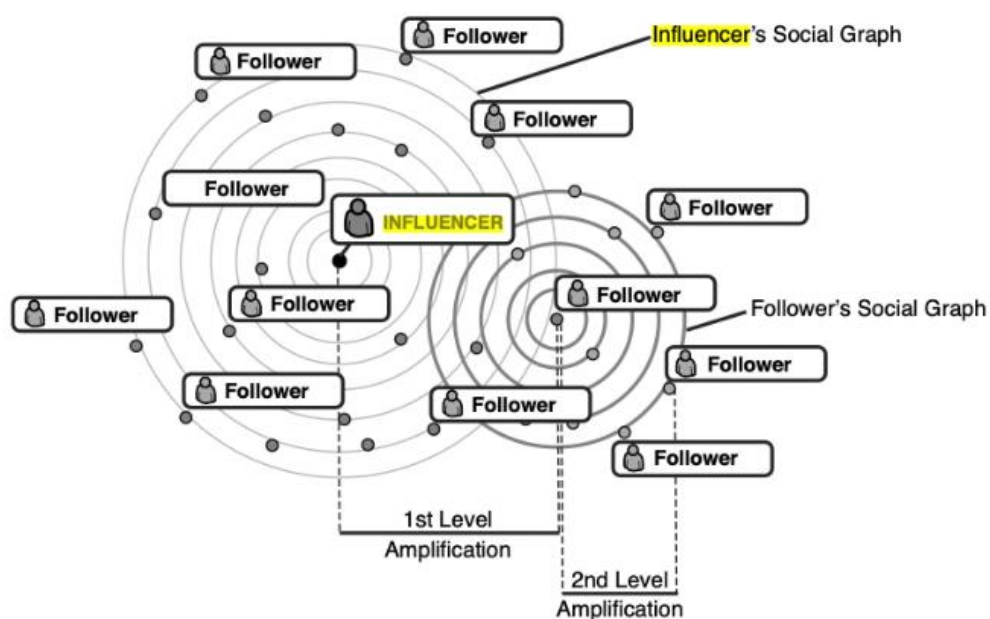 Follower
Influencer's Social Graph
Follower
Follower
Follower
INFLUENCER
Follower
Follower
Follower
Follower's Social Graph
Follower
Follower
Follower
Follower
Follower
1st Level
Amplification
2nd Level
Amplification